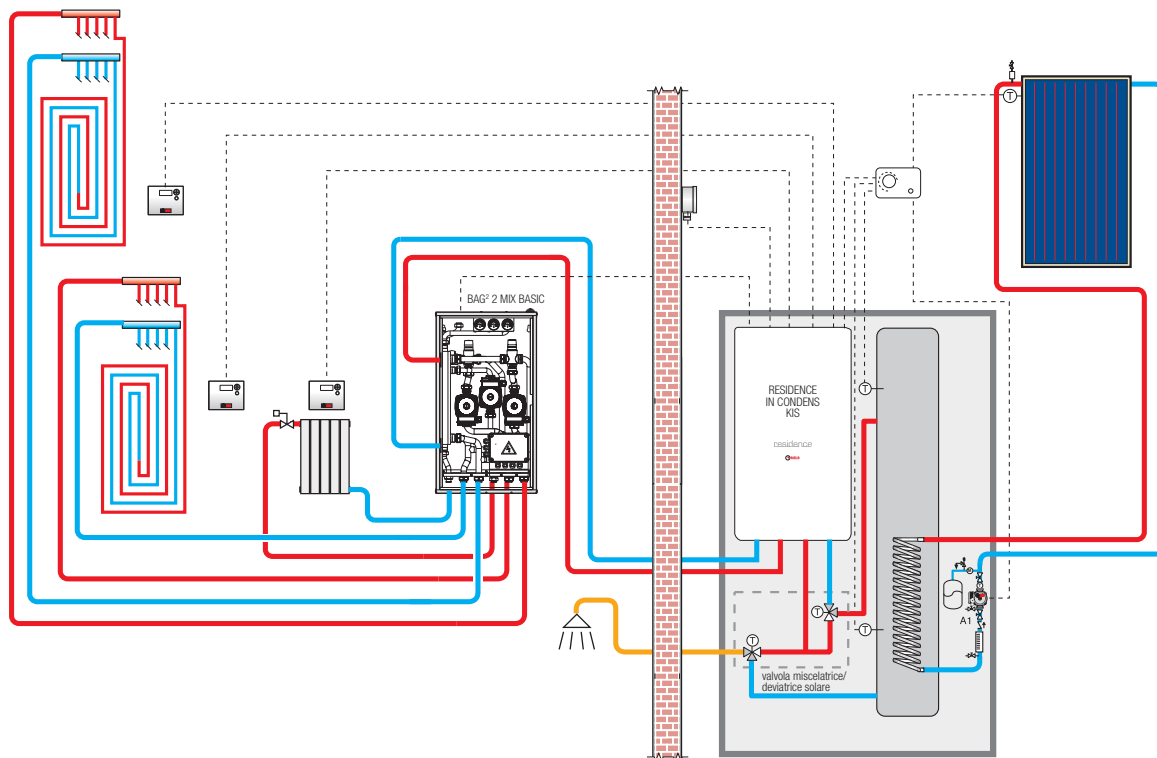 BAG² 2 MIX BASIC
T
RESIDENCE
IN CONDENS
KIS
residence
T
T
T
T
A1
valvola miscelatrice/
deviatrice solare